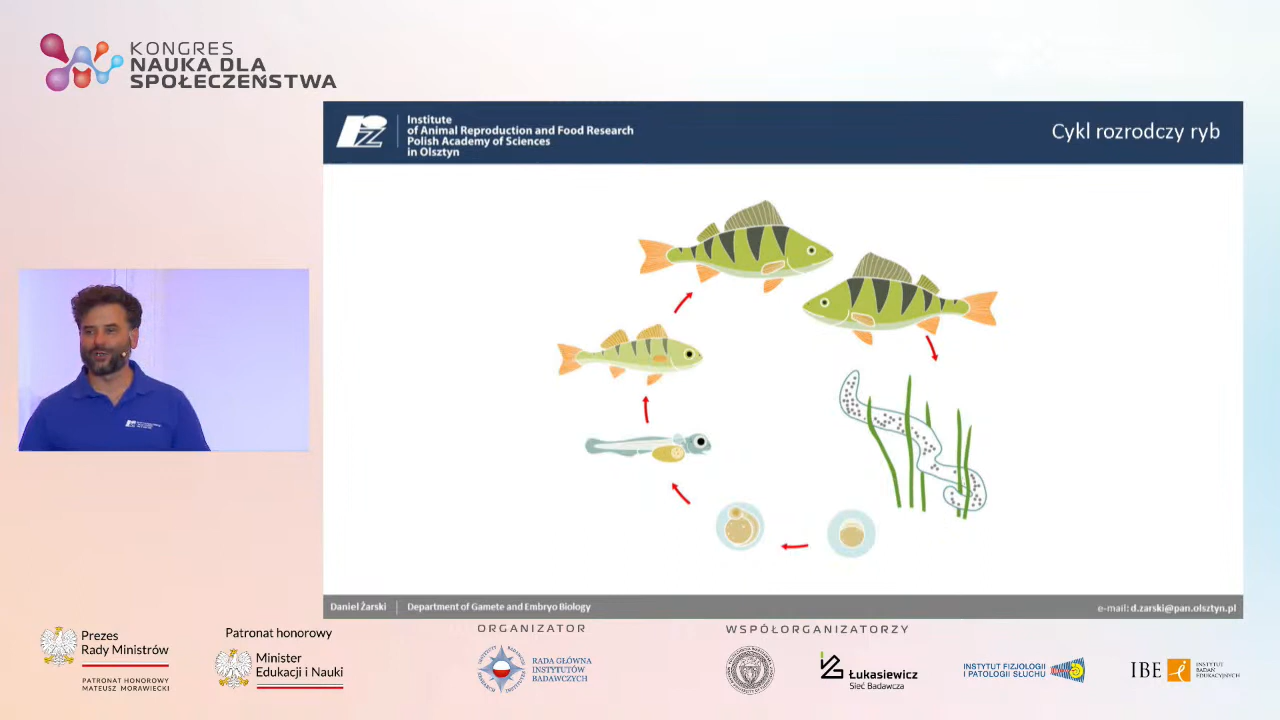 KONGRES
NAUKA DLA
SPOŁECZEŃSTWA
Institute
of Animal Reproduction and Food Research
Polish Academy of Sciences
in Olsztyn
Cykl rozrodczy ryb
Daniel Żarski
Department of Gamete and Embryo Biology
e-mail: d.zarski@pan.olsztyn.pl
Prezes
Rady Ministrów
PATRONAT HONOROWY
MATEUSZ MORAWIECKI
Patronat honorowy
Minister
Edukacji i Nauki
ORGANIZATOR
RADA GŁÓWNA
INSTYTUTÓW
BADAWCZYCH
WSPÓŁORGANIZATORZY
Łukasiewicz
Sieć Badawcza
INSTYTUT FIZJOLOGII
I PATOLOGII SŁUCHU
IBE
INSTYTUT
BADAŃ
EDUKACYJNYCH